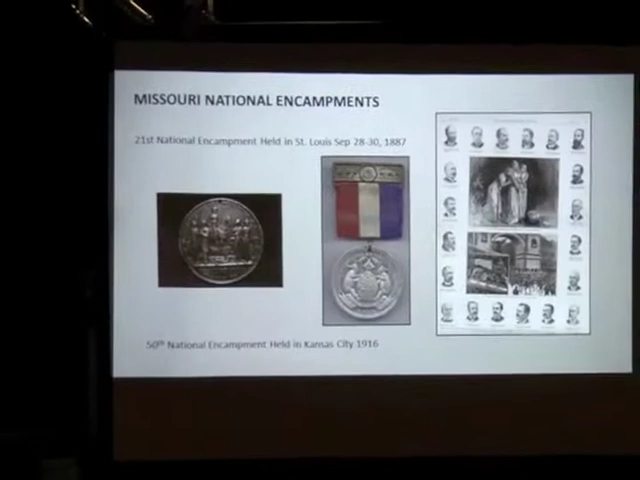 MISSOURI NATIONAL ENCAMPMENTS
21st National Encampment Held in St. Louis Sep 28-30, 1887
50th National Encampment Held in Kansas City 1916